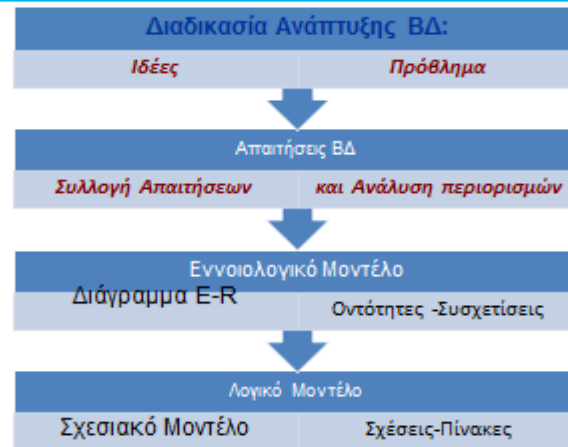 Διαδικασία Ανάπτυξης ΒΔ:
Ιδέες Πρόβλημα
Απαιτήσεις ΒΔ
Συλλογή Απαιτήσεων και Ανάλυση περιορισμών
Εννοιολογικό Μοντέλο
Διάγραμμα E-R Οντότητες -Συσχετίσεις
Λογικό Μοντέλο
Σχεσιακό Μοντέλο Σχέσεις-Πίνακες